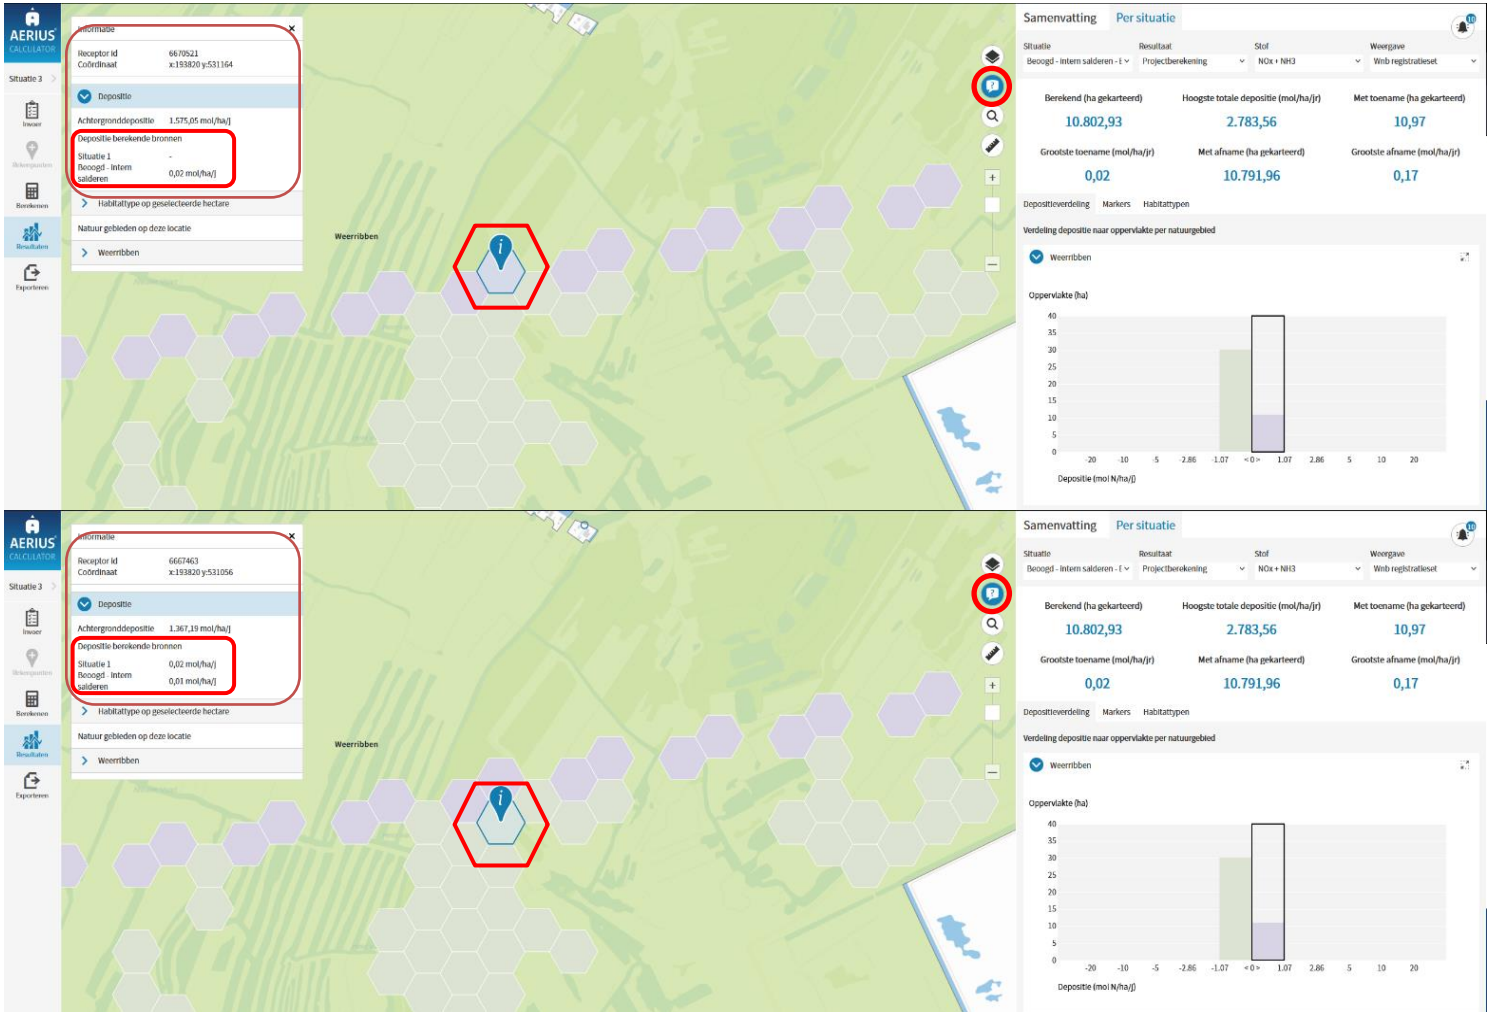 AERIUS
CALCULATOR
Situatie 3
Invoer
Rekenpunten
Berekenen
Resultaten
Exporteren
Informatie
Receptor Id 6670521
Coördinaat x:193820 y:531164
Depositie
Achtergronddepositie 1.575,05 mol/ha/j
Depositie berekende bronnen
Situatie 1 -
Beoogd - Intern
salderen 0,02 mol/ha/j
Habitattype op geselecteerde hectare
Natuur gebieden op deze locatie
Weerribben
Weerribben
Samenvatting Per situatie
10
Situatie Resultaat Stof Weergave
Beoogd - intern salderen - E Projectberekening NOx + NH3 Wnb registratieset
Berekend (ha gekarteerd) Hoogste totale depositie (mol/ha/jr) Met toename (ha gekarteerd)
10.802,93 2.783,56 10,97
Grootste toename (mol/ha/jr) Met afname (ha gekarteerd) Grootste afname (mol/ha/jr)
0,02 10.791,96 0,17
Depositieverdeling Markers Habitattypen
Verdeling depositie naar oppervlakte per natuurgebied
Weerribben
Oppervlakte (ha)
40
35
30
25
20
15
10
5
0
-20 -10 -5 -2.86 -1.07 < 0 > 1.07 2.86 5 10 20
Depositie (mol N/ha/j)
AERIUS
CALCULATOR
Situatie 3
Invoer
Rekenpunten
Berekenen
Resultaten
Exporteren
Informatie
Receptor Id 6667463
Coördinaat x:193820 y:531056
Depositie
Achtergronddepositie 1.367,19 mol/ha/j
Depositie berekende bronnen
Situatie 1 0,02 mol/ha/j
Beoogd - Intern
salderen 0,01 mol/ha/j
Habitattype op geselecteerde hectare
Natuur gebieden op deze locatie
Weerribben
Weerribben
Samenvatting Per situatie
10
Situatie Resultaat Stof Weergave
Beoogd - intern salderen - E Projectberekening NOx + NH3 Wnb registratieset
Berekend (ha gekarteerd) Hoogste totale depositie (mol/ha/jr) Met toename (ha gekarteerd)
10.802,93 2.783,56 10,97
Grootste toename (mol/ha/jr) Met afname (ha gekarteerd) Grootste afname (mol/ha/jr)
0,02 10.791,96 0,17
Depositieverdeling Markers Habitattypen
Verdeling depositie naar oppervlakte per natuurgebied
Weerribben
Oppervlakte (ha)
40
35
30
25
20
15
10
5
0
-20 -10 -5 -2.86 -1.07 < 0 > 1.07 2.86 5 10 20
Depositie (mol N/ha/j)